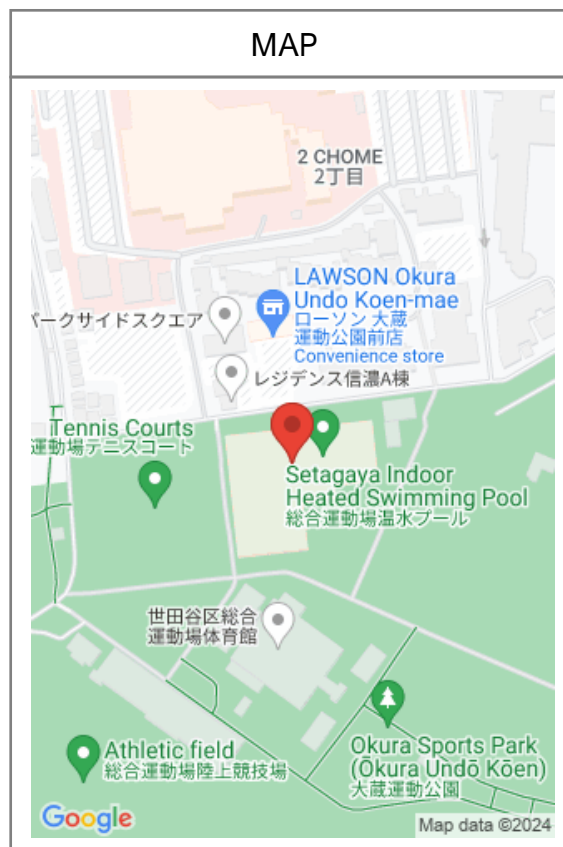 MAP
2 CHOME
2丁目
LAWSON Okura
Undo Koen-mae
ローソン 大蔵
運動公園前店
Convenience store
パークサイドスクエア
レジデンス信濃A棟
Tennis Courts
運動場テニスコート
Setagaya Indoor
Heated Swimming Pool
総合運動場温水プール
世田谷区総合
運動場体育館
Athletic field
総合運動場陸上競技場
Okura Sports Park
(Ōkura Undō Kōen)
大蔵運動公園
Google
Map data ©2024